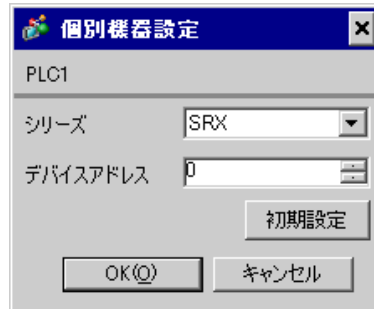 個別機器設定
PLC1
シリーズ SRX
デバイスアドレス 0
初期設定
OK(O) キャンセル